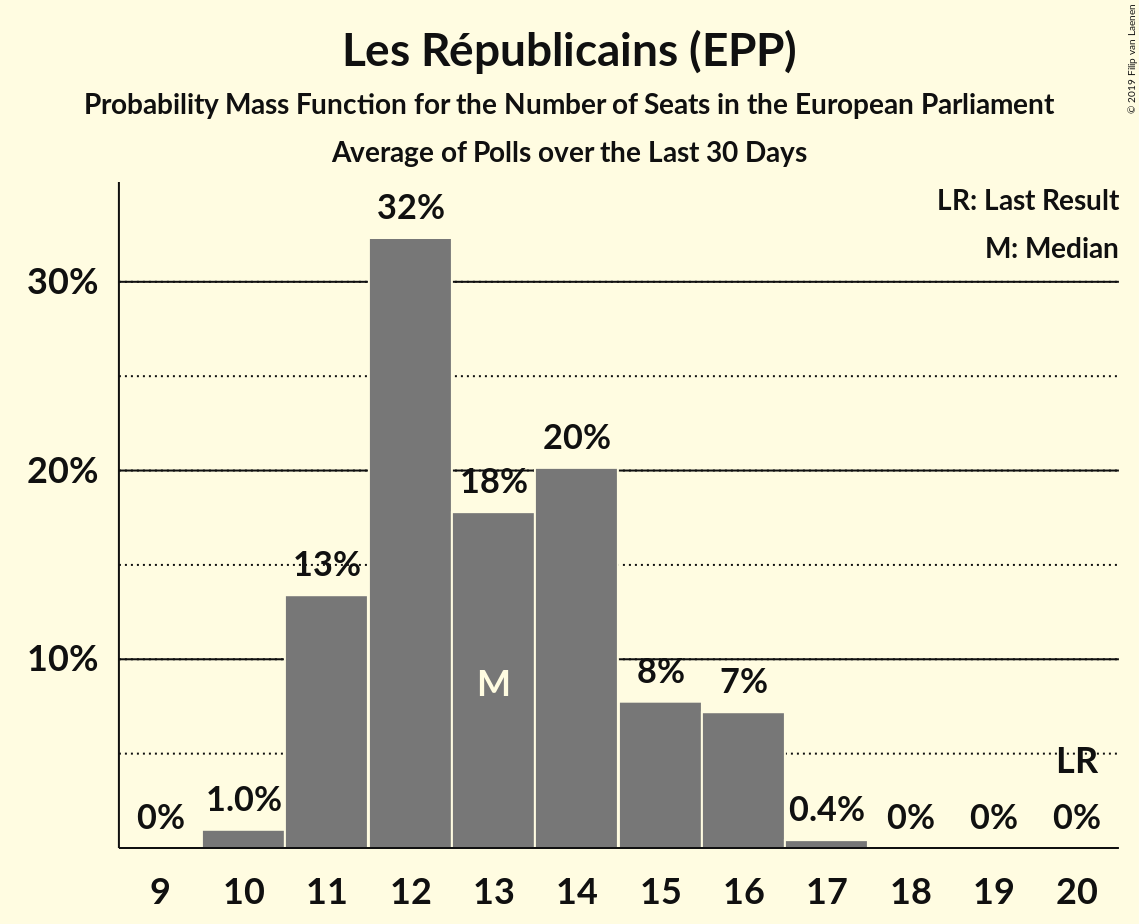 Les Républicains (EPP)
Probability Mass Function for the Number of Seats in the European Parliament
Average of Polls over the Last 30 Days
© 2019 Filip van Laenen
LR: Last Result
M: Median
30%
20%
10%
0%
1.0%
13%
32%
18%
20%
8%
7%
0.4%
0%
0%
0%
M
LR
9 10 11 12 13 14 15 16 17 18 19 20